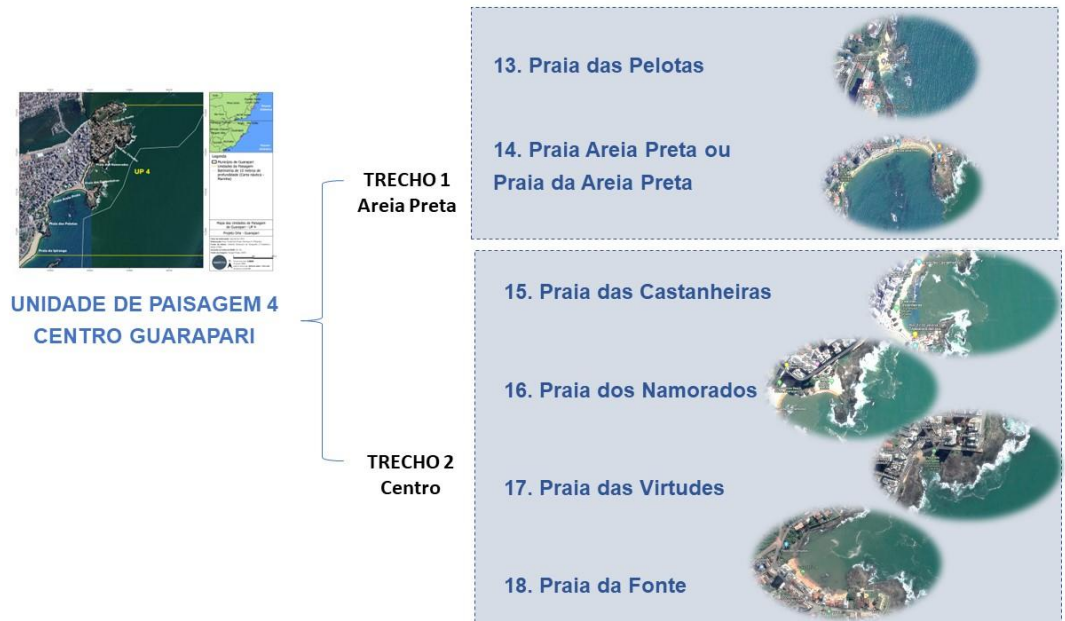 UP 4
UNIDADE DE PAISAGEM 4
CENTRO GUARAPARI
TRECHO 1
Areia Preta
13. Praia das Pelotas
14. Praia Areia Preta ou
Praia da Areia Preta
TRECHO 2
Centro
15. Praia das Castanheiras
16. Praia dos Namorados
17. Praia das Virtudes
18. Praia da Fonte